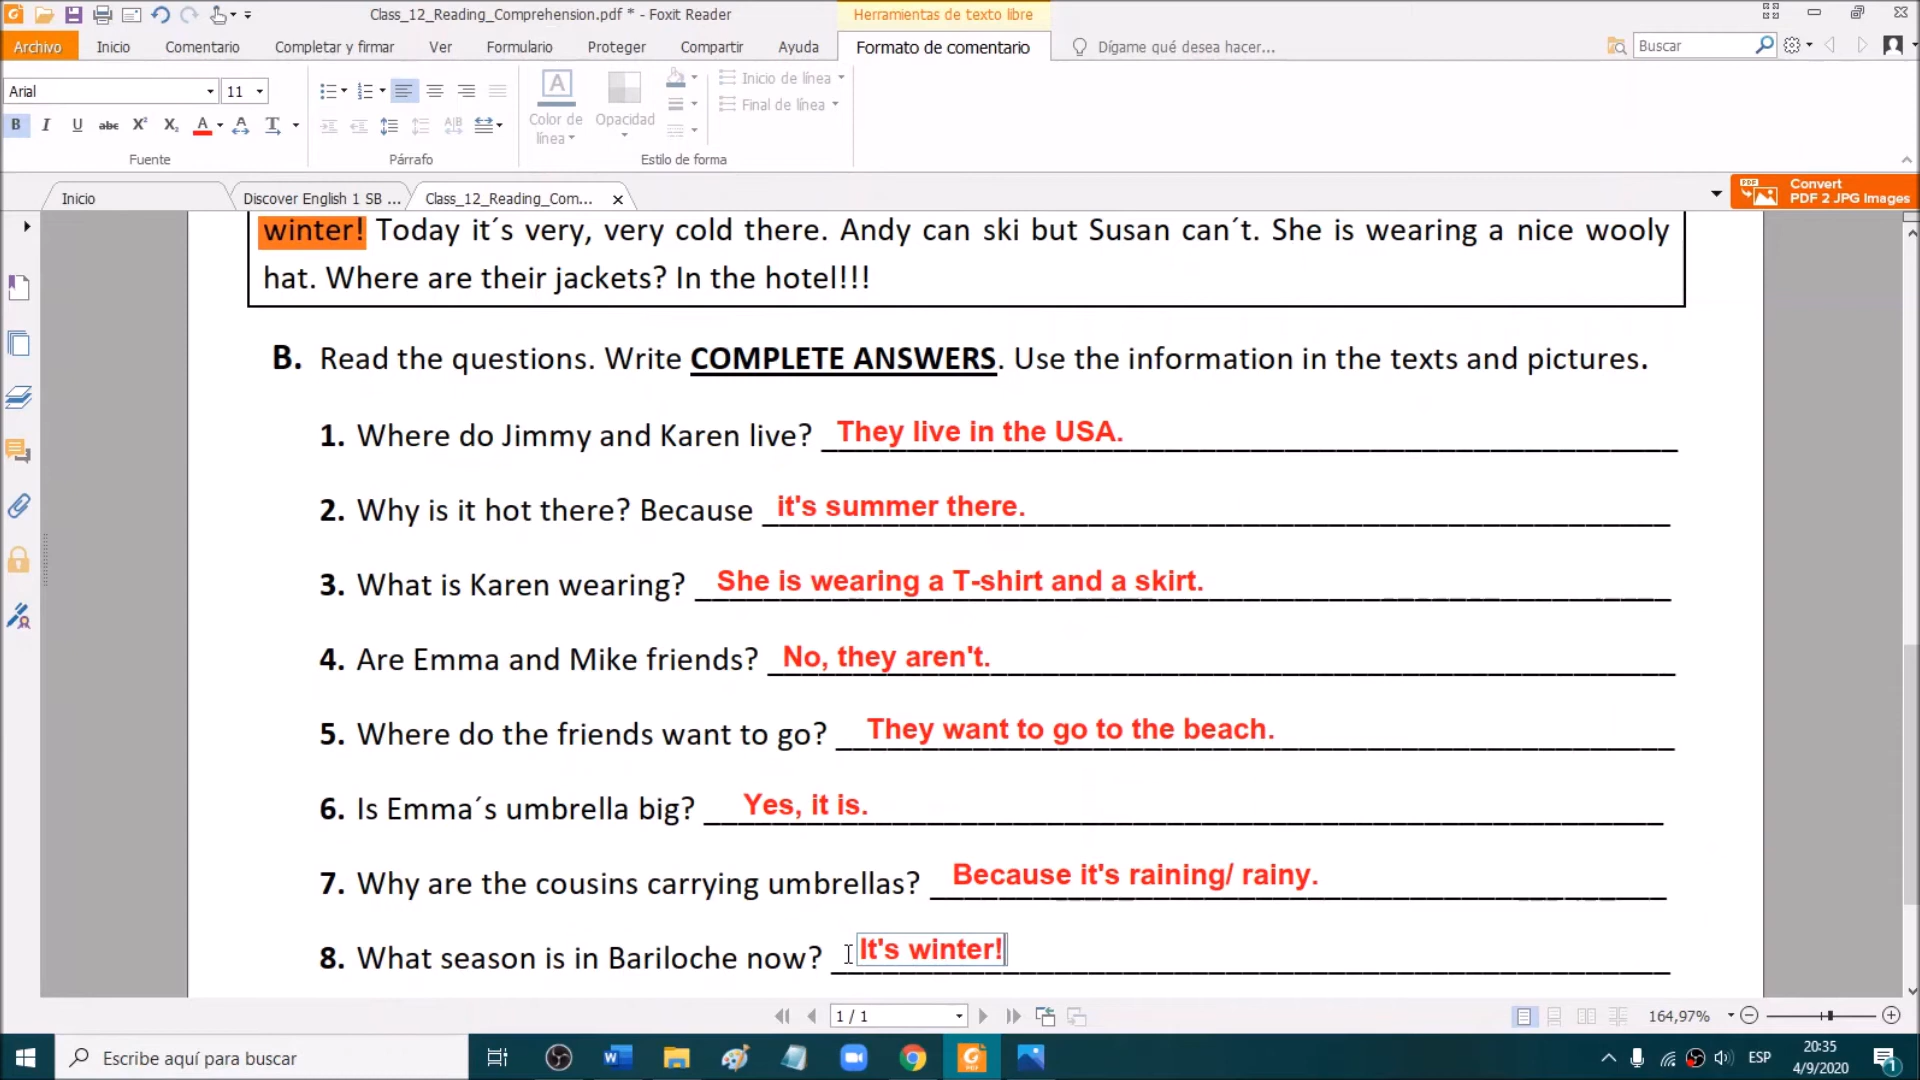 Class_12_Reading_Comprehension.pdf * - Foxit Reader
Herramientas de texto libre
Archivo Inicio Comentario Completar y firmar Ver Formulario Proteger Compartir Ayuda Formato de comentario Dígame qué desea hacer... Buscar
Arial 11
Color de línea
Opacidad
Inicio de línea
Final de línea
Fuente Párrafo Estilo de forma
Inicio Discover English 1 SB ... Class_12_Reading_Com...
Convert
PDF 2 JPG Images
winter! Today it´s very, very cold there. Andy can ski but Susan can´t. She is wearing a nice wooly
hat. Where are their jackets? In the hotel!!!
B. Read the questions. Write COMPLETE ANSWERS. Use the information in the texts and pictures.
1. Where do Jimmy and Karen live? They live in the USA.
2. Why is it hot there? Because it's summer there.
3. What is Karen wearing? She is wearing a T-shirt and a skirt.
4. Are Emma and Mike friends? No, they aren't.
5. Where do the friends want to go? They want to go to the beach.
6. Is Emma´s umbrella big? Yes, it is.
7. Why are the cousins carrying umbrellas? Because it's raining/ rainy.
8. What season is in Bariloche now? It's winter!
1 / 1 164,97%
Escribe aquí para buscar
ESP
20:35
4/9/2020
1